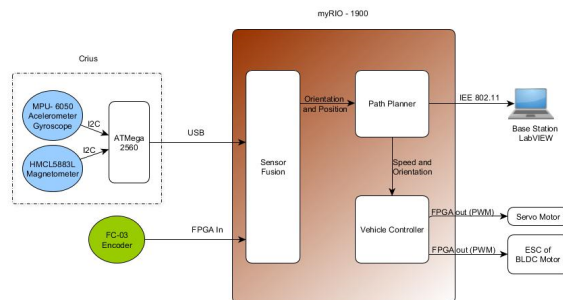 myRIO - 1900
Crius
MPU- 6050
Acelerometer
Gyroscope
I2C
ATMega
2560
HMCL5883L
Magnetometer
I2C
USB
FC-03
Encoder
FPGA In
Sensor
Fusion
Orientation
and Position
Path Planner
IEE 802.11
Base Station
LabVIEW
Speed and
Orientation
Vehicle Controller
FPGA out (PWM)
Servo Motor
FPGA out (PWM)
ESC of
BLDC Motor